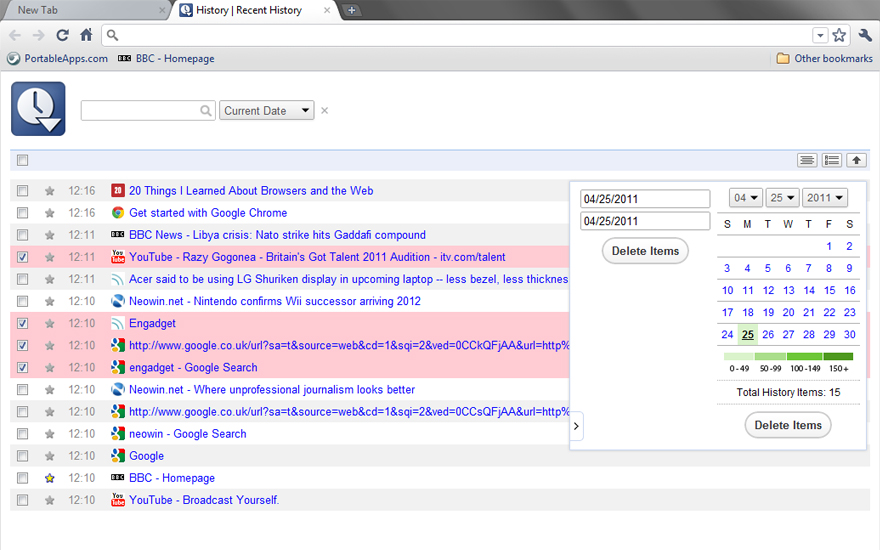 New Tab
History | Recent History
PortableApps.com
BBC
BBC - Homepage
Other bookmarks
Current Date
12:16 20 20 Things I Learned About Browsers and the Web
12:16 Get started with Google Chrome
12:11 BBC BBC News - Libya crisis: Nato strike hits Gaddafi compound
12:11 You Tube YouTube - Razy Gogonea - Britain's Got Talent 2011 Audition - itv.com/talent
12:11 Acer said to be using LG Shuriken display in upcoming laptop -- less bezel, less thicknes
12:10 Neowin.net - Nintendo confirms Wii successor arriving 2012
12:10 Engadget
12:10 http://www.google.co.uk/url?sa=t&source=web&cd=1&sqi=2&ved=0CCkQFjAA&url=http%
12:10 engadget - Google Search
12:10 Neowin.net - Where unprofessional journalism looks better
12:10 http://www.google.co.uk/url?sa=t&source=web&cd=1&sqi=2&ved=0CCsQFjAA&url=http%
12:10 neowin - Google Search
12:10 Google
12:10 BBC BBC - Homepage
12:10 You Tube YouTube - Broadcast Yourself.
04/25/2011
04/25/2011
Delete Items
04 25 2011
S M T W T F S
1 2
3 4 5 6 7 8 9
10 11 12 13 14 15 16
17 18 19 20 21 22 23
24 25 26 27 28 29 30
0 - 49 50 - 99 100 - 149 150 +
Total History Items: 15
Delete Items